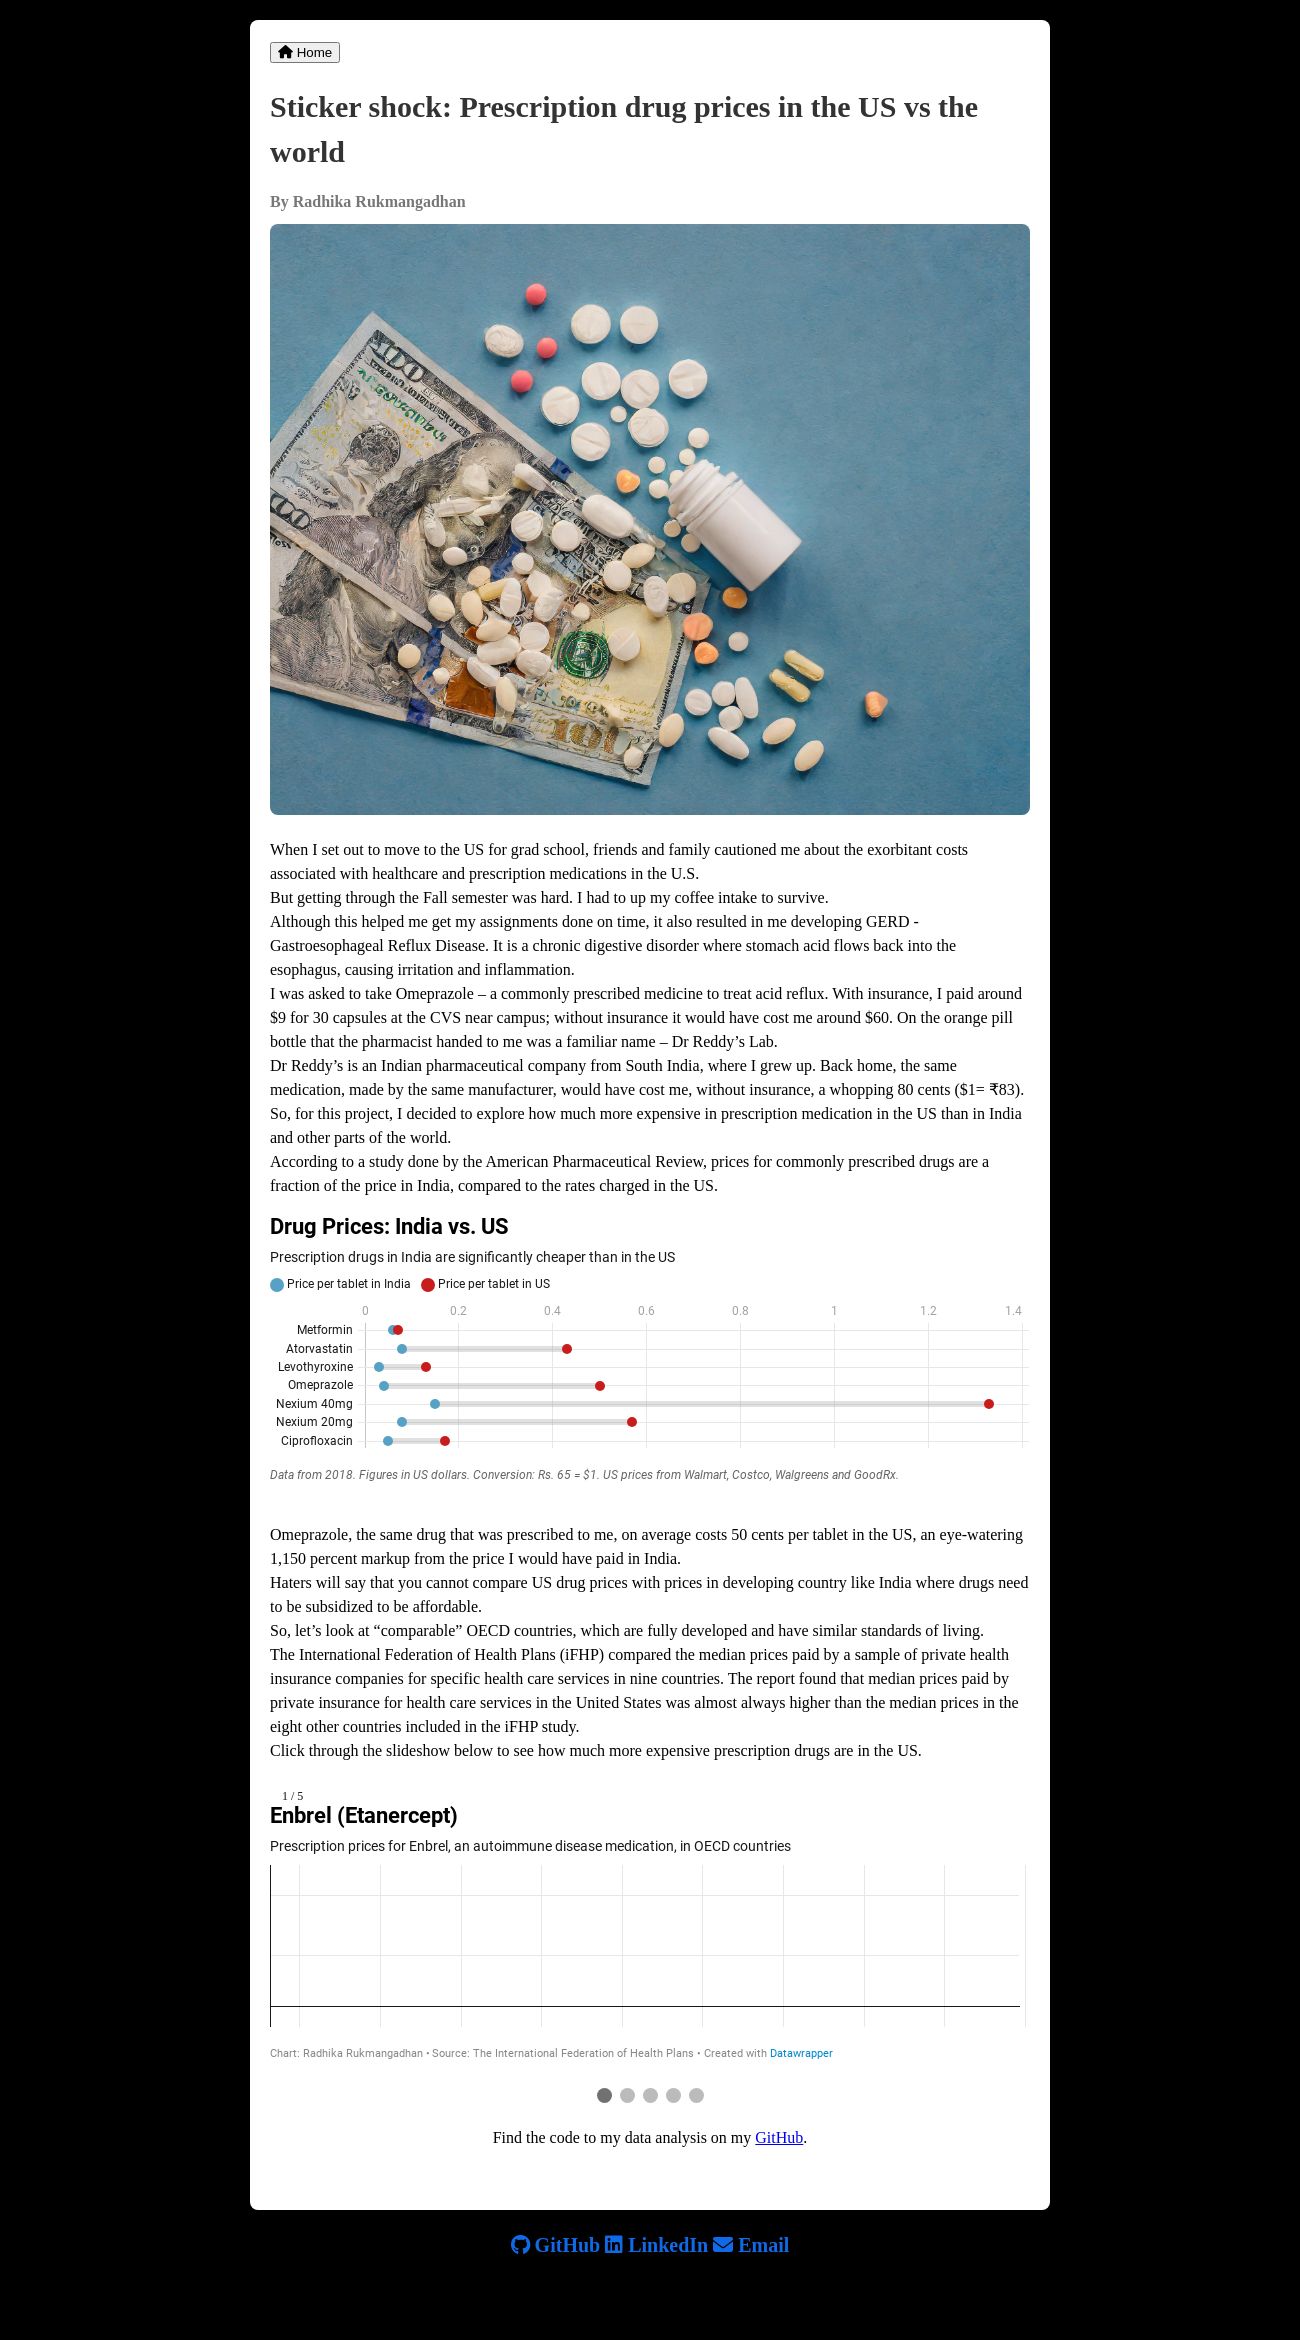 Home
Sticker shock: Prescription drug prices in the US vs the
world
By Radhika Rukmangadhan
100
100
When I set out to move to the US for grad school, friends and family cautioned me about the exorbitant costs
associated with healthcare and prescription medications in the U.S.
But getting through the Fall semester was hard. I had to up my coffee intake to survive.
Although this helped me get my assignments done on time, it also resulted in me developing GERD -
Gastroesophageal Reflux Disease. It is a chronic digestive disorder where stomach acid flows back into the
esophagus, causing irritation and inflammation.
I was asked to take Omeprazole – a commonly prescribed medicine to treat acid reflux. With insurance, I paid around
$9 for 30 capsules at the CVS near campus; without insurance it would have cost me around $60. On the orange pill
bottle that the pharmacist handed to me was a familiar name – Dr Reddy’s Lab.
Dr Reddy’s is an Indian pharmaceutical company from South India, where I grew up. Back home, the same
medication, made by the same manufacturer, would have cost me, without insurance, a whopping 80 cents ($1= ₹83).
So, for this project, I decided to explore how much more expensive in prescription medication in the US than in India
and other parts of the world.
According to a study done by the American Pharmaceutical Review, prices for commonly prescribed drugs are a
fraction of the price in India, compared to the rates charged in the US.
Drug Prices: India vs. US
Prescription drugs in India are significantly cheaper than in the US
Price per tablet in India Price per tablet in US
0 0.2 0.4 0.6 0.8 1 1.2 1.4
Metformin
Atorvastatin
Levothyroxine
Omeprazole
Nexium 40mg
Nexium 20mg
Ciprofloxacin
Data from 2018. Figures in US dollars. Conversion: Rs. 65 = $1. US prices from Walmart, Costco, Walgreens and GoodRx.
Omeprazole, the same drug that was prescribed to me, on average costs 50 cents per tablet in the US, an eye-watering
1,150 percent markup from the price I would have paid in India.
Haters will say that you cannot compare US drug prices with prices in developing country like India where drugs need
to be subsidized to be affordable.
So, let’s look at “comparable” OECD countries, which are fully developed and have similar standards of living.
The International Federation of Health Plans (iFHP) compared the median prices paid by a sample of private health
insurance companies for specific health care services in nine countries. The report found that median prices paid by
private insurance for health care services in the United States was almost always higher than the median prices in the
eight other countries included in the iFHP study.
Click through the slideshow below to see how much more expensive prescription drugs are in the US.
1 / 5
Enbrel (Etanercept)
Prescription prices for Enbrel, an autoimmune disease medication, in OECD countries
Chart: Radhika Rukmangadhan • Source: The International Federation of Health Plans • Created with Datawrapper
Find the code to my data analysis on my GitHub.
GitHub LinkedIn Email